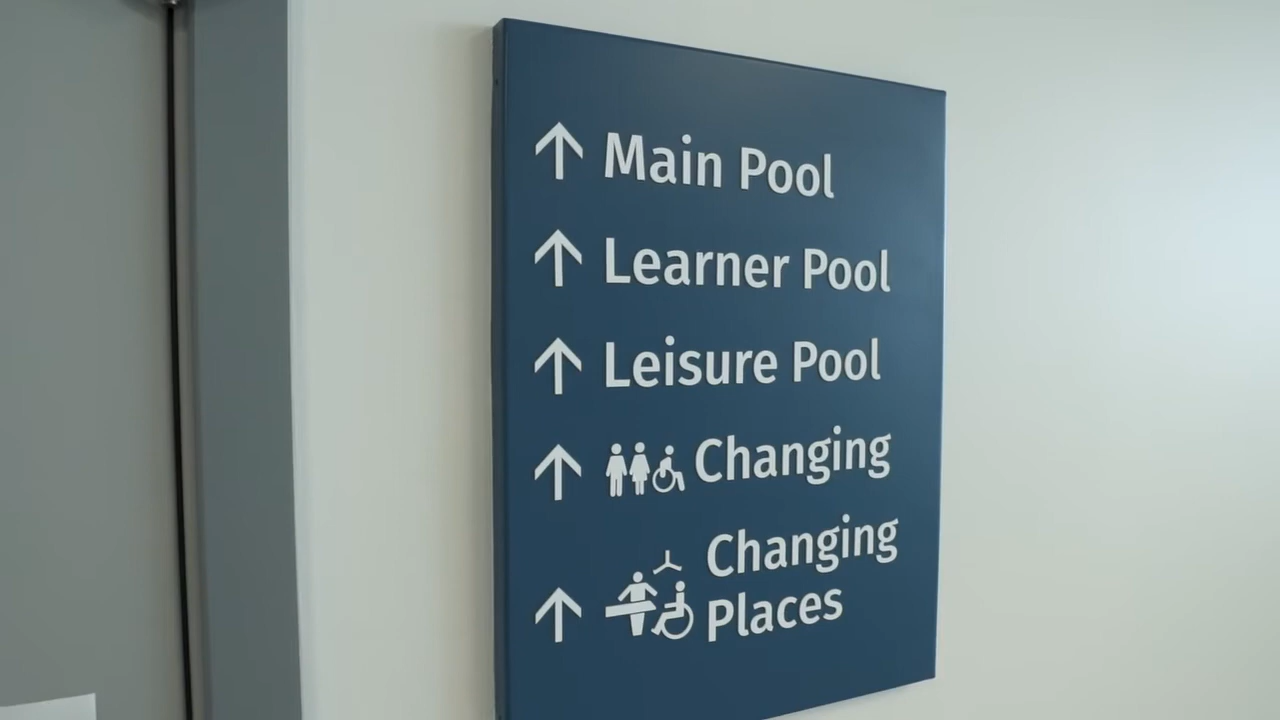 Main Pool
Learner Pool
Leisure Pool
Changing
Changing
Places